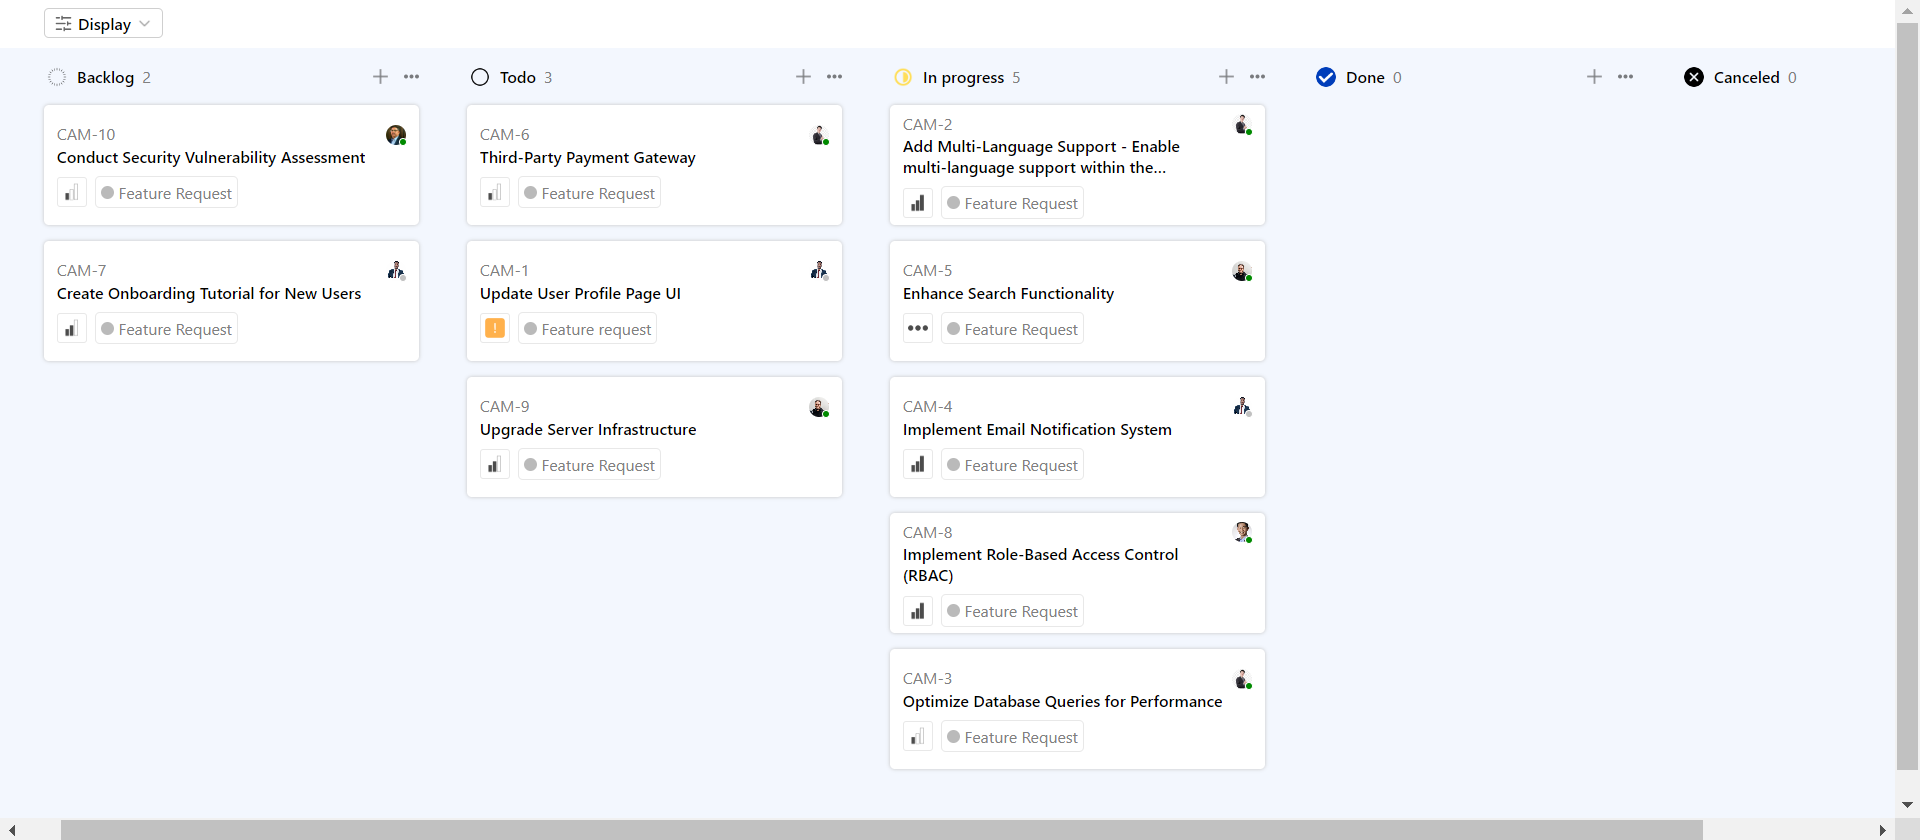 Display
Backlog 2
CAM-10
Conduct Security Vulnerability Assessment
Feature Request
CAM-7
Create Onboarding Tutorial for New Users
Feature Request
Todo 3
CAM-6
Third-Party Payment Gateway
Feature Request
CAM-1
Update User Profile Page UI
! Feature request
CAM-9
Upgrade Server Infrastructure
Feature Request
In progress 5
CAM-2
Add Multi-Language Support - Enable
multi-language support within the...
Feature Request
CAM-5
Enhance Search Functionality
Feature Request
CAM-4
Implement Email Notification System
Feature Request
CAM-8
Implement Role-Based Access Control
(RBAC)
Feature Request
CAM-3
Optimize Database Queries for Performance
Feature Request
Done 0
Canceled 0